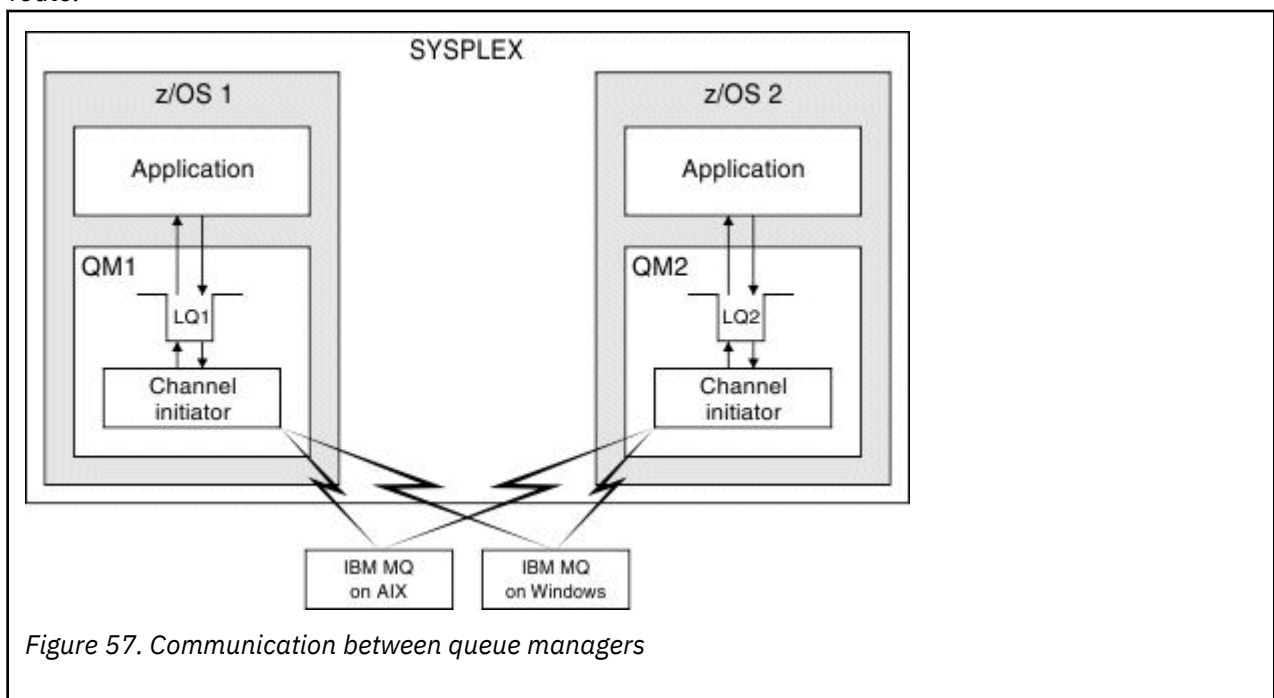 SYSPLEX
z/OS 1
z/OS 2
Application
Application
QM1
QM2
LQ1
LQ2
Channel
initiator
Channel
initiator
IBM MQ
on AIX
IBM MQ
on Windows
Figure 57. Communication between queue managers